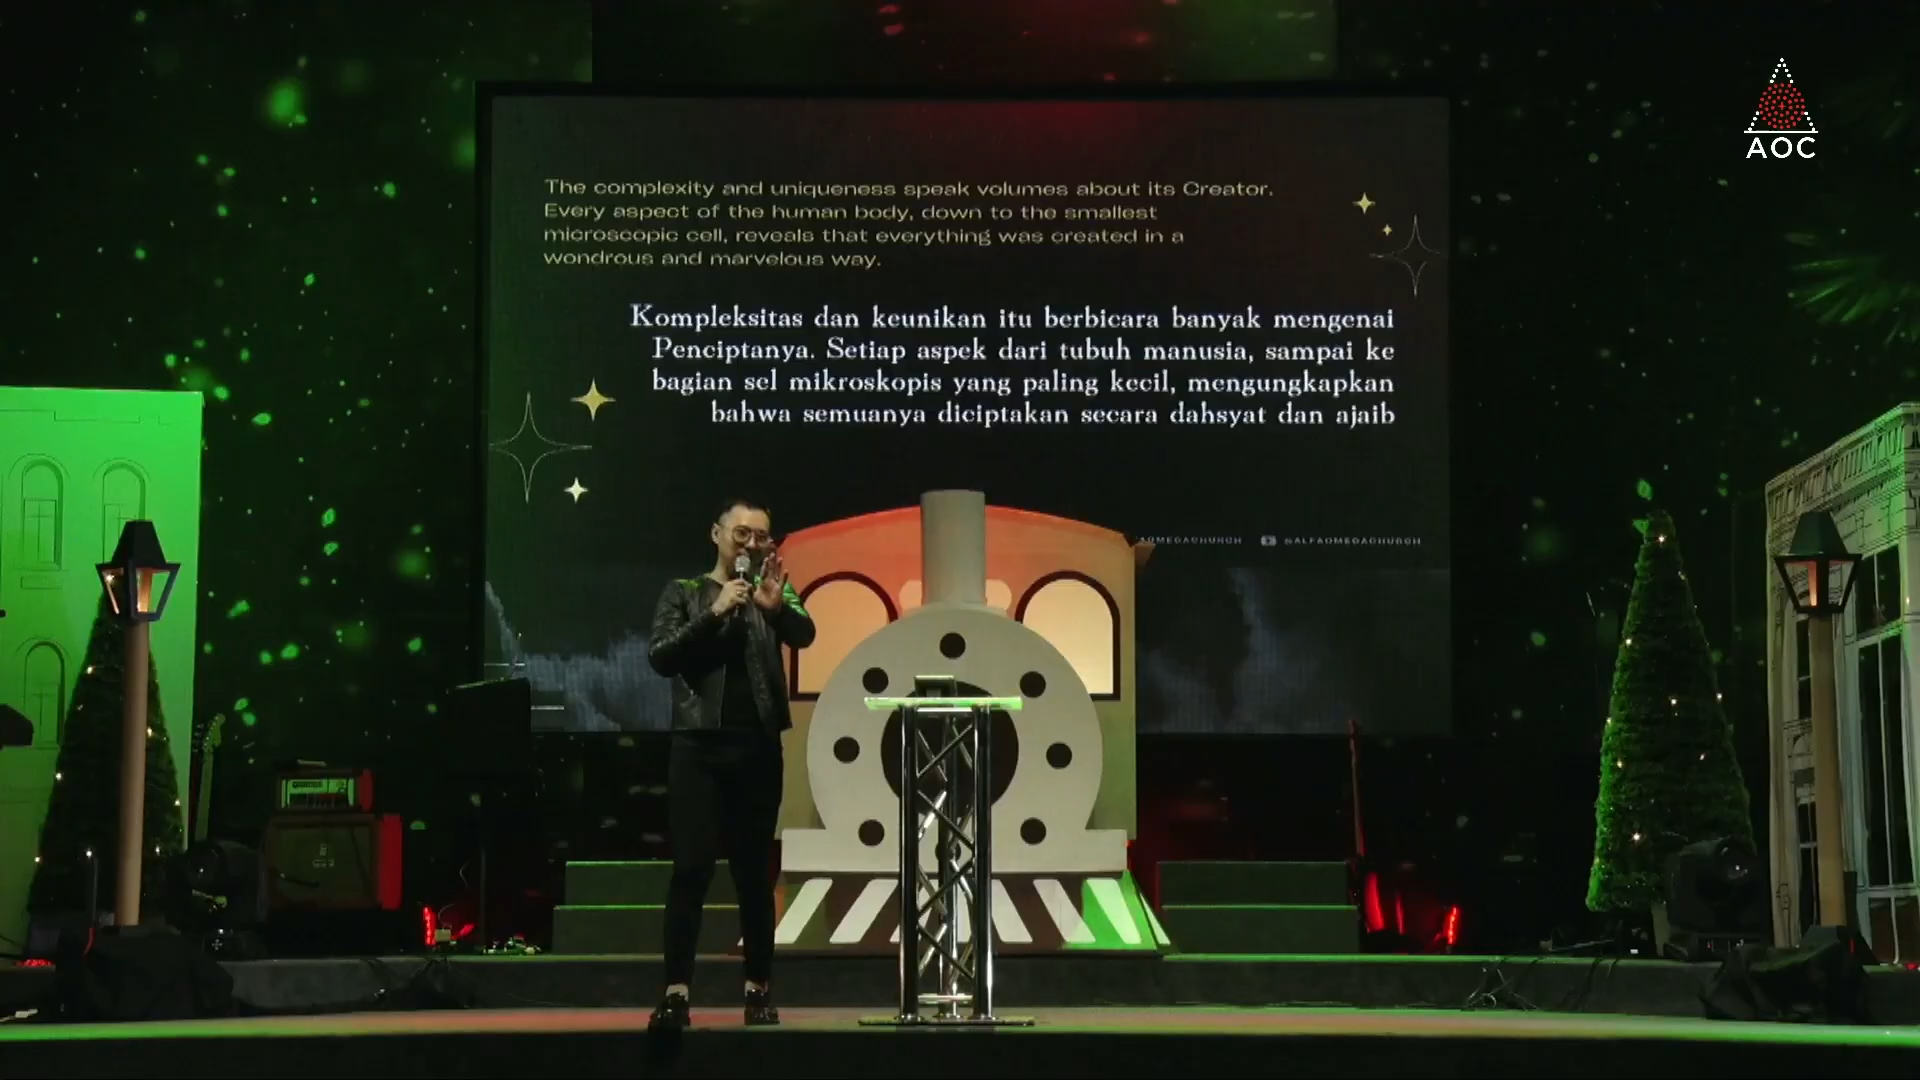 AOC
The complexity and uniqueness speak volumes about its Creator.
Every aspect of the human body, down to the smallest
microscopic cell, reveals that everything was created in a
wondrous and marvelous way.
Kompleksitas dan keunikan itu berbicara banyak mengenai
Penciptanya. Setiap aspek dari tubuh manusia, sampai ke
bagian sel mikroskopis yang paling kecil, mengungkapkan
bahwa semuanya diciptakan secara dahsyat dan ajaib
@ALFAOMEGACHURCH